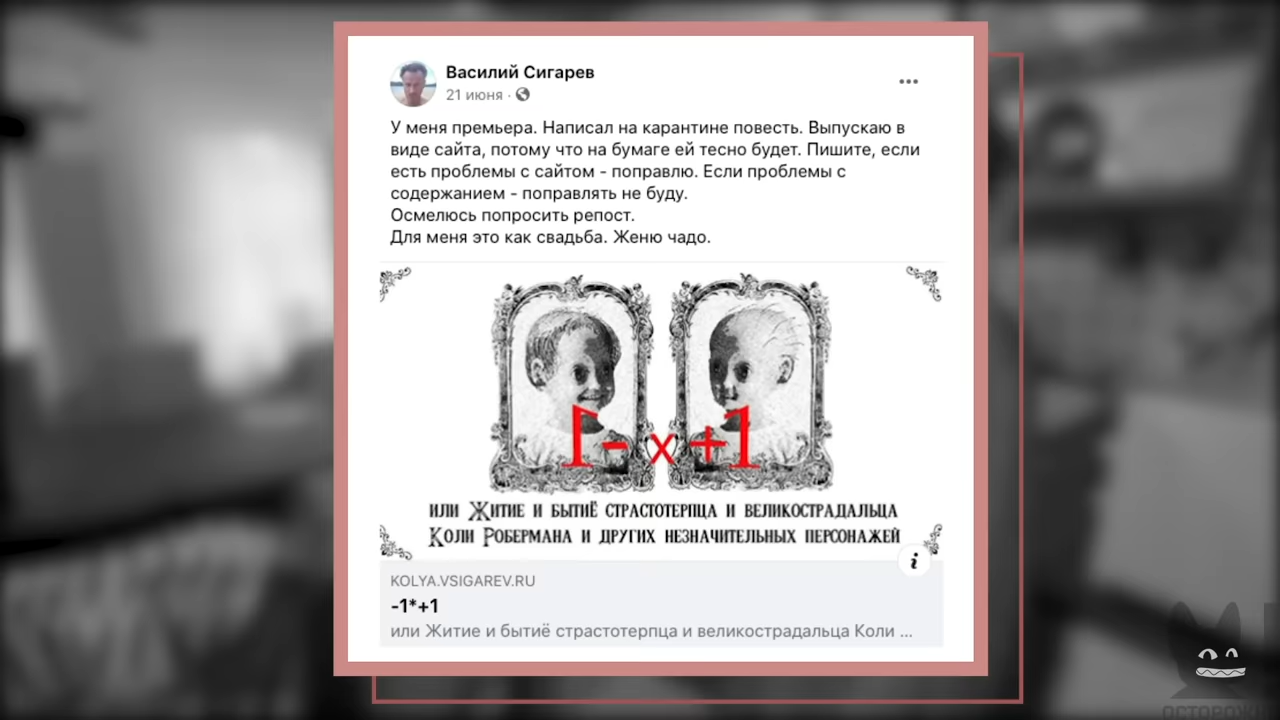 Василий Сигарев
21 июня
У меня премьера. Написал на карантине повесть. Выпускаю в
виде сайта, потому что на бумаге ей тесно будет. Пишите, если
есть проблемы с сайтом - поправлю. Если проблемы с
содержанием - поправлять не буду.
Осмелюсь попросить репост.
Для меня это как свадьба. Женю чадо.
1-x+1
или Житие и бытиё страстотерпца и великострадальца
Коли Робермана и других незначительных персонажей
i
KOLYA.VSIGAREV.RU
-1*+1
или Житие и бытиё страстотерпца и великострадальца Коли ...